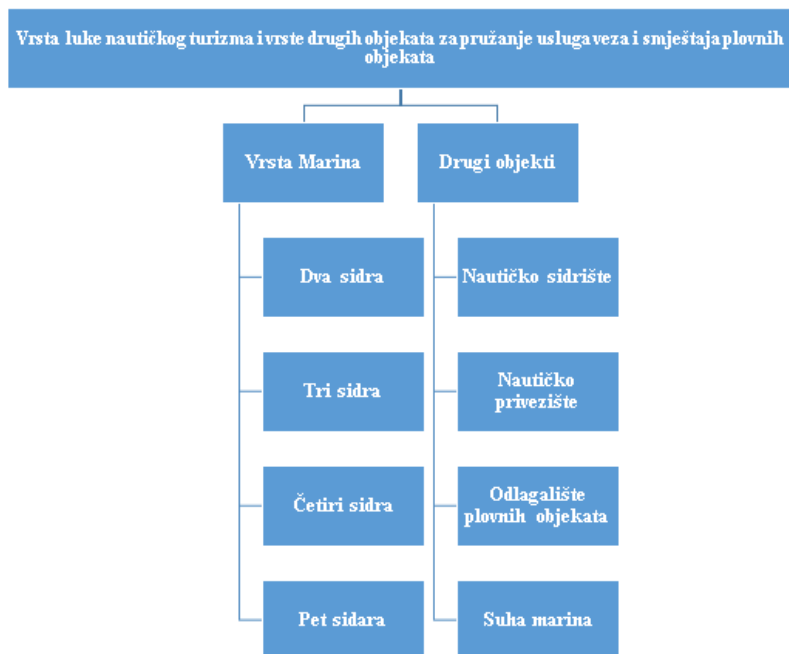 Vrsta luke nautičkog turizma i vrste drugih objekata za pružanje usluga veza i smještaja plovnih
objekata
Vrsta Marina
Dva sidra
Tri sidra
Četiri sidra
Pet sidara
Drugi objekti
Nautičko sidrište
Nautičko
privezište
Odlagalište
plovnih objekata
Suha marina